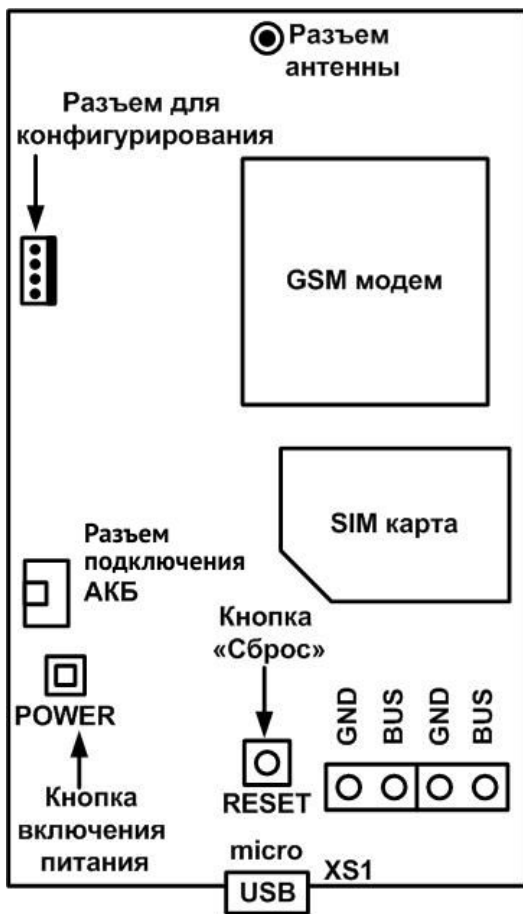 Разъем
антенны
Разъем для
конфигурирования
GSM модем
SIM карта
Разъем
подключения
АКБ
Кнопка
«Сброс»
POWER
GND
BUS
GND
BUS
RESET
Кнопка
включения
питания
micro
USB
XS1